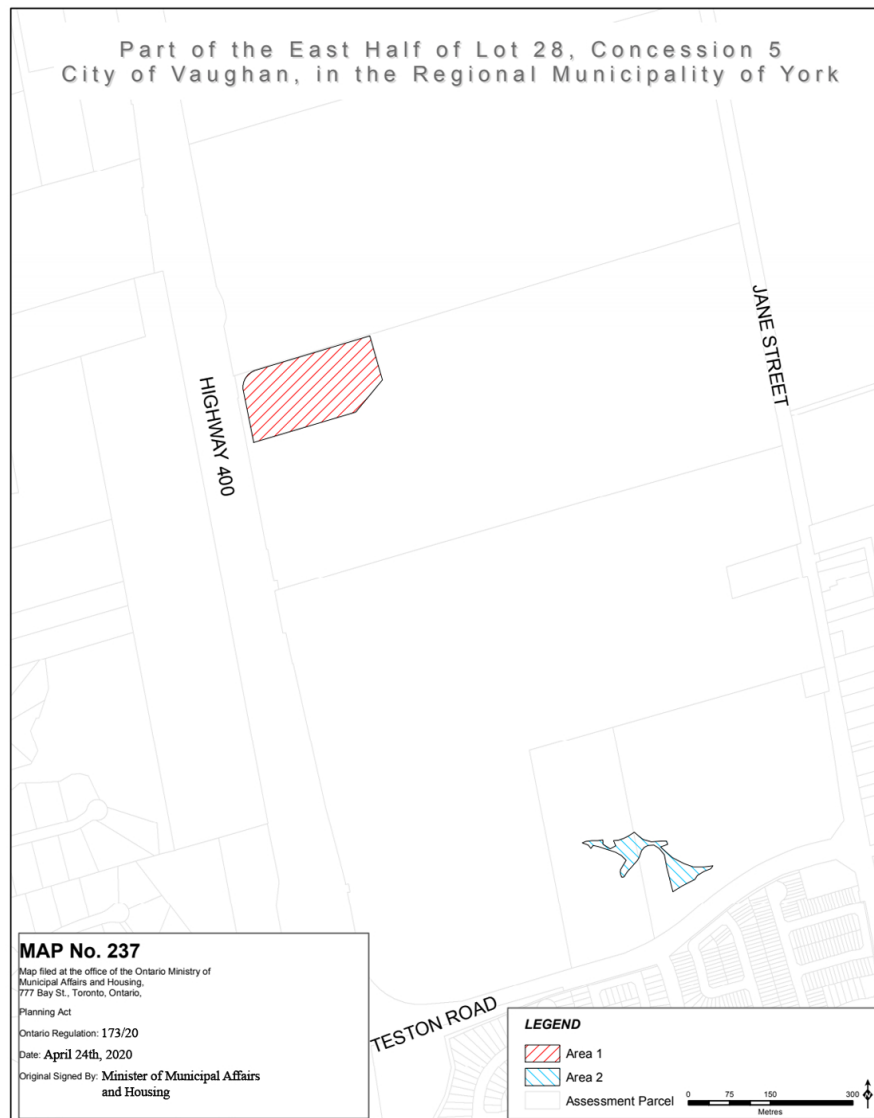 Part of the East Half of Lot 28, Concession 5
City of Vaughan, in the Regional Municipality of York
JANE STREET
HIGHWAY 400
TESTON ROAD
MAP No. 237
Map filed at the office of the Ontario Ministry of
Municipal Affairs and Housing,
777 Bay St., Toronto, Ontario,
Planning Act
Ontario Regulation: 173/20
Date: April 24th, 2020
Original Signed By: Minister of Municipal Affairs
and Housing
LEGEND
Area 1
Area 2
Assessment Parcel
0 75 150 300
Metres